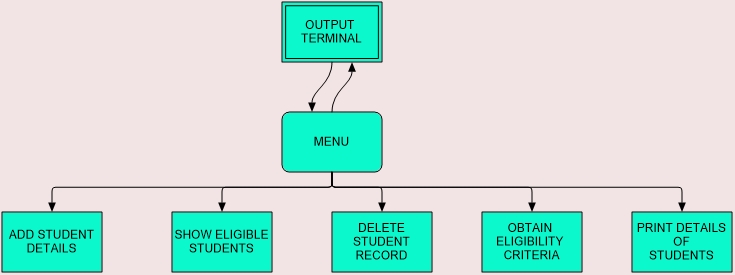 OUTPUT
TERMINAL
MENU
ADD STUDENT
DETAILS
SHOW ELIGIBLE
STUDENTS
DELETE
STUDENT
RECORD
OBTAIN
ELIGIBILITY
CRITERIA
PRINT DETAILS
OF
STUDENTS